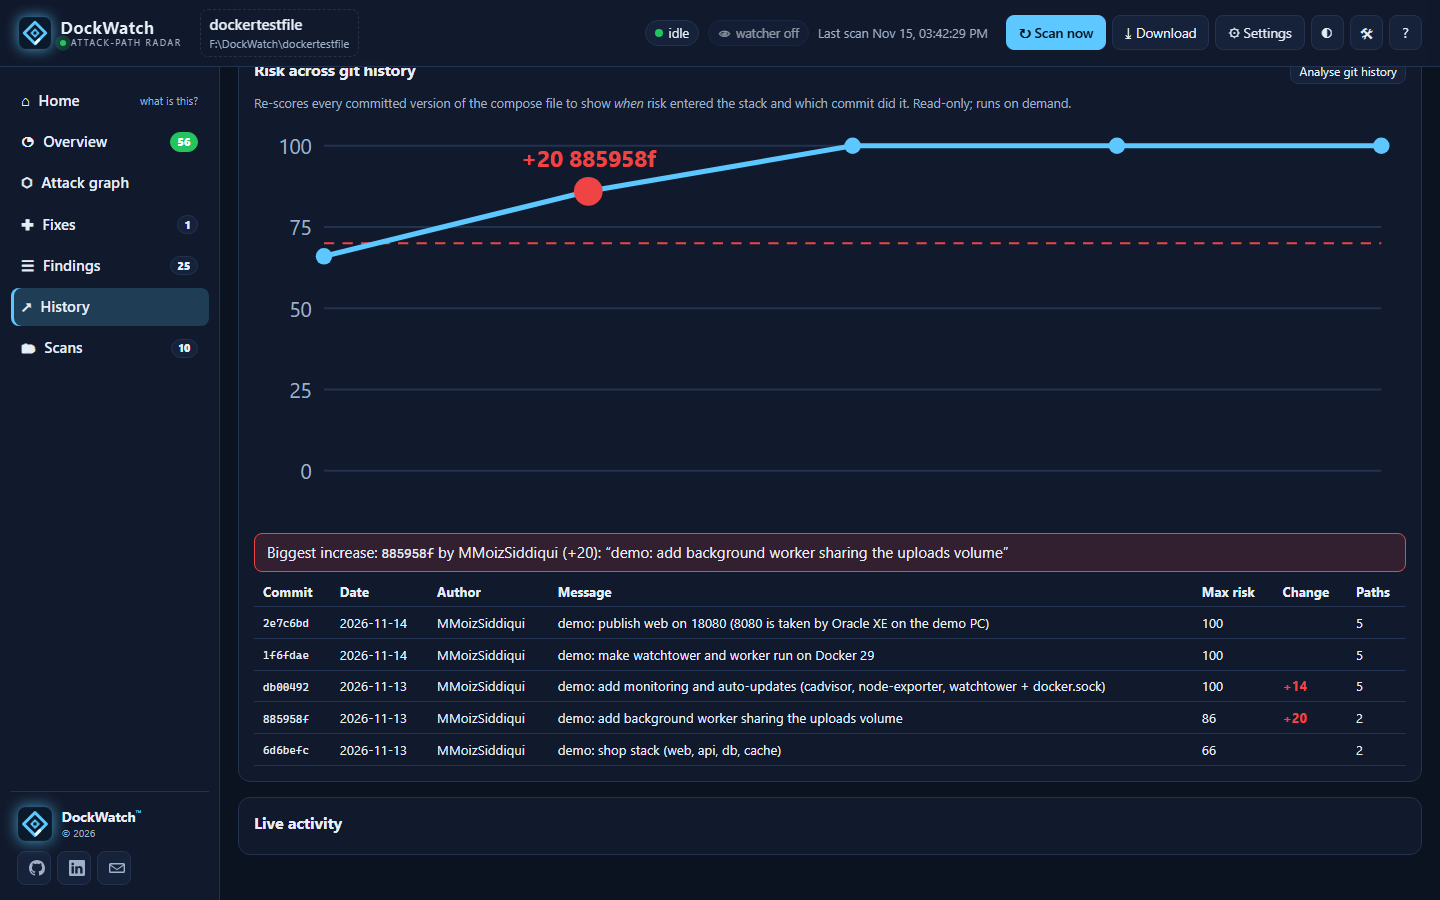 DockWatch
ATTACK-PATH RADAR
dockertestfile
F:\DockWatch\dockertestfile
idle
watcher off
Last scan Nov 15, 03:42:29 PM
↻ Scan now
Download
Settings
?
Home
what is this?
Overview
56
Attack graph
Fixes
1
Findings
25
History
Scans
10
Risk across git history
Analyse git history
Re-scores every committed version of the compose file to show when risk entered the stack and which commit did it. Read-only; runs on demand.
100
75
50
25
0
+20 885958f
Biggest increase: 885958f by MMoizSiddiqui (+20): “demo: add background worker sharing the uploads volume”
Commit Date Author Message Max risk Change Paths
2e7c6bd 2026-11-14 MMoizSiddiqui demo: publish web on 18080 (8080 is taken by Oracle XE on the demo PC) 100 5
1f6fdae 2026-11-14 MMoizSiddiqui demo: make watchtower and worker run on Docker 29 100 5
db00492 2026-11-13 MMoizSiddiqui demo: add monitoring and auto-updates (cadvisor, node-exporter, watchtower + docker.sock) 100 +14 5
885958f 2026-11-13 MMoizSiddiqui demo: add background worker sharing the uploads volume 86 +20 2
6d6befc 2026-11-13 MMoizSiddiqui demo: shop stack (web, api, db, cache) 66 2
Live activity
DockWatch™
© 2026